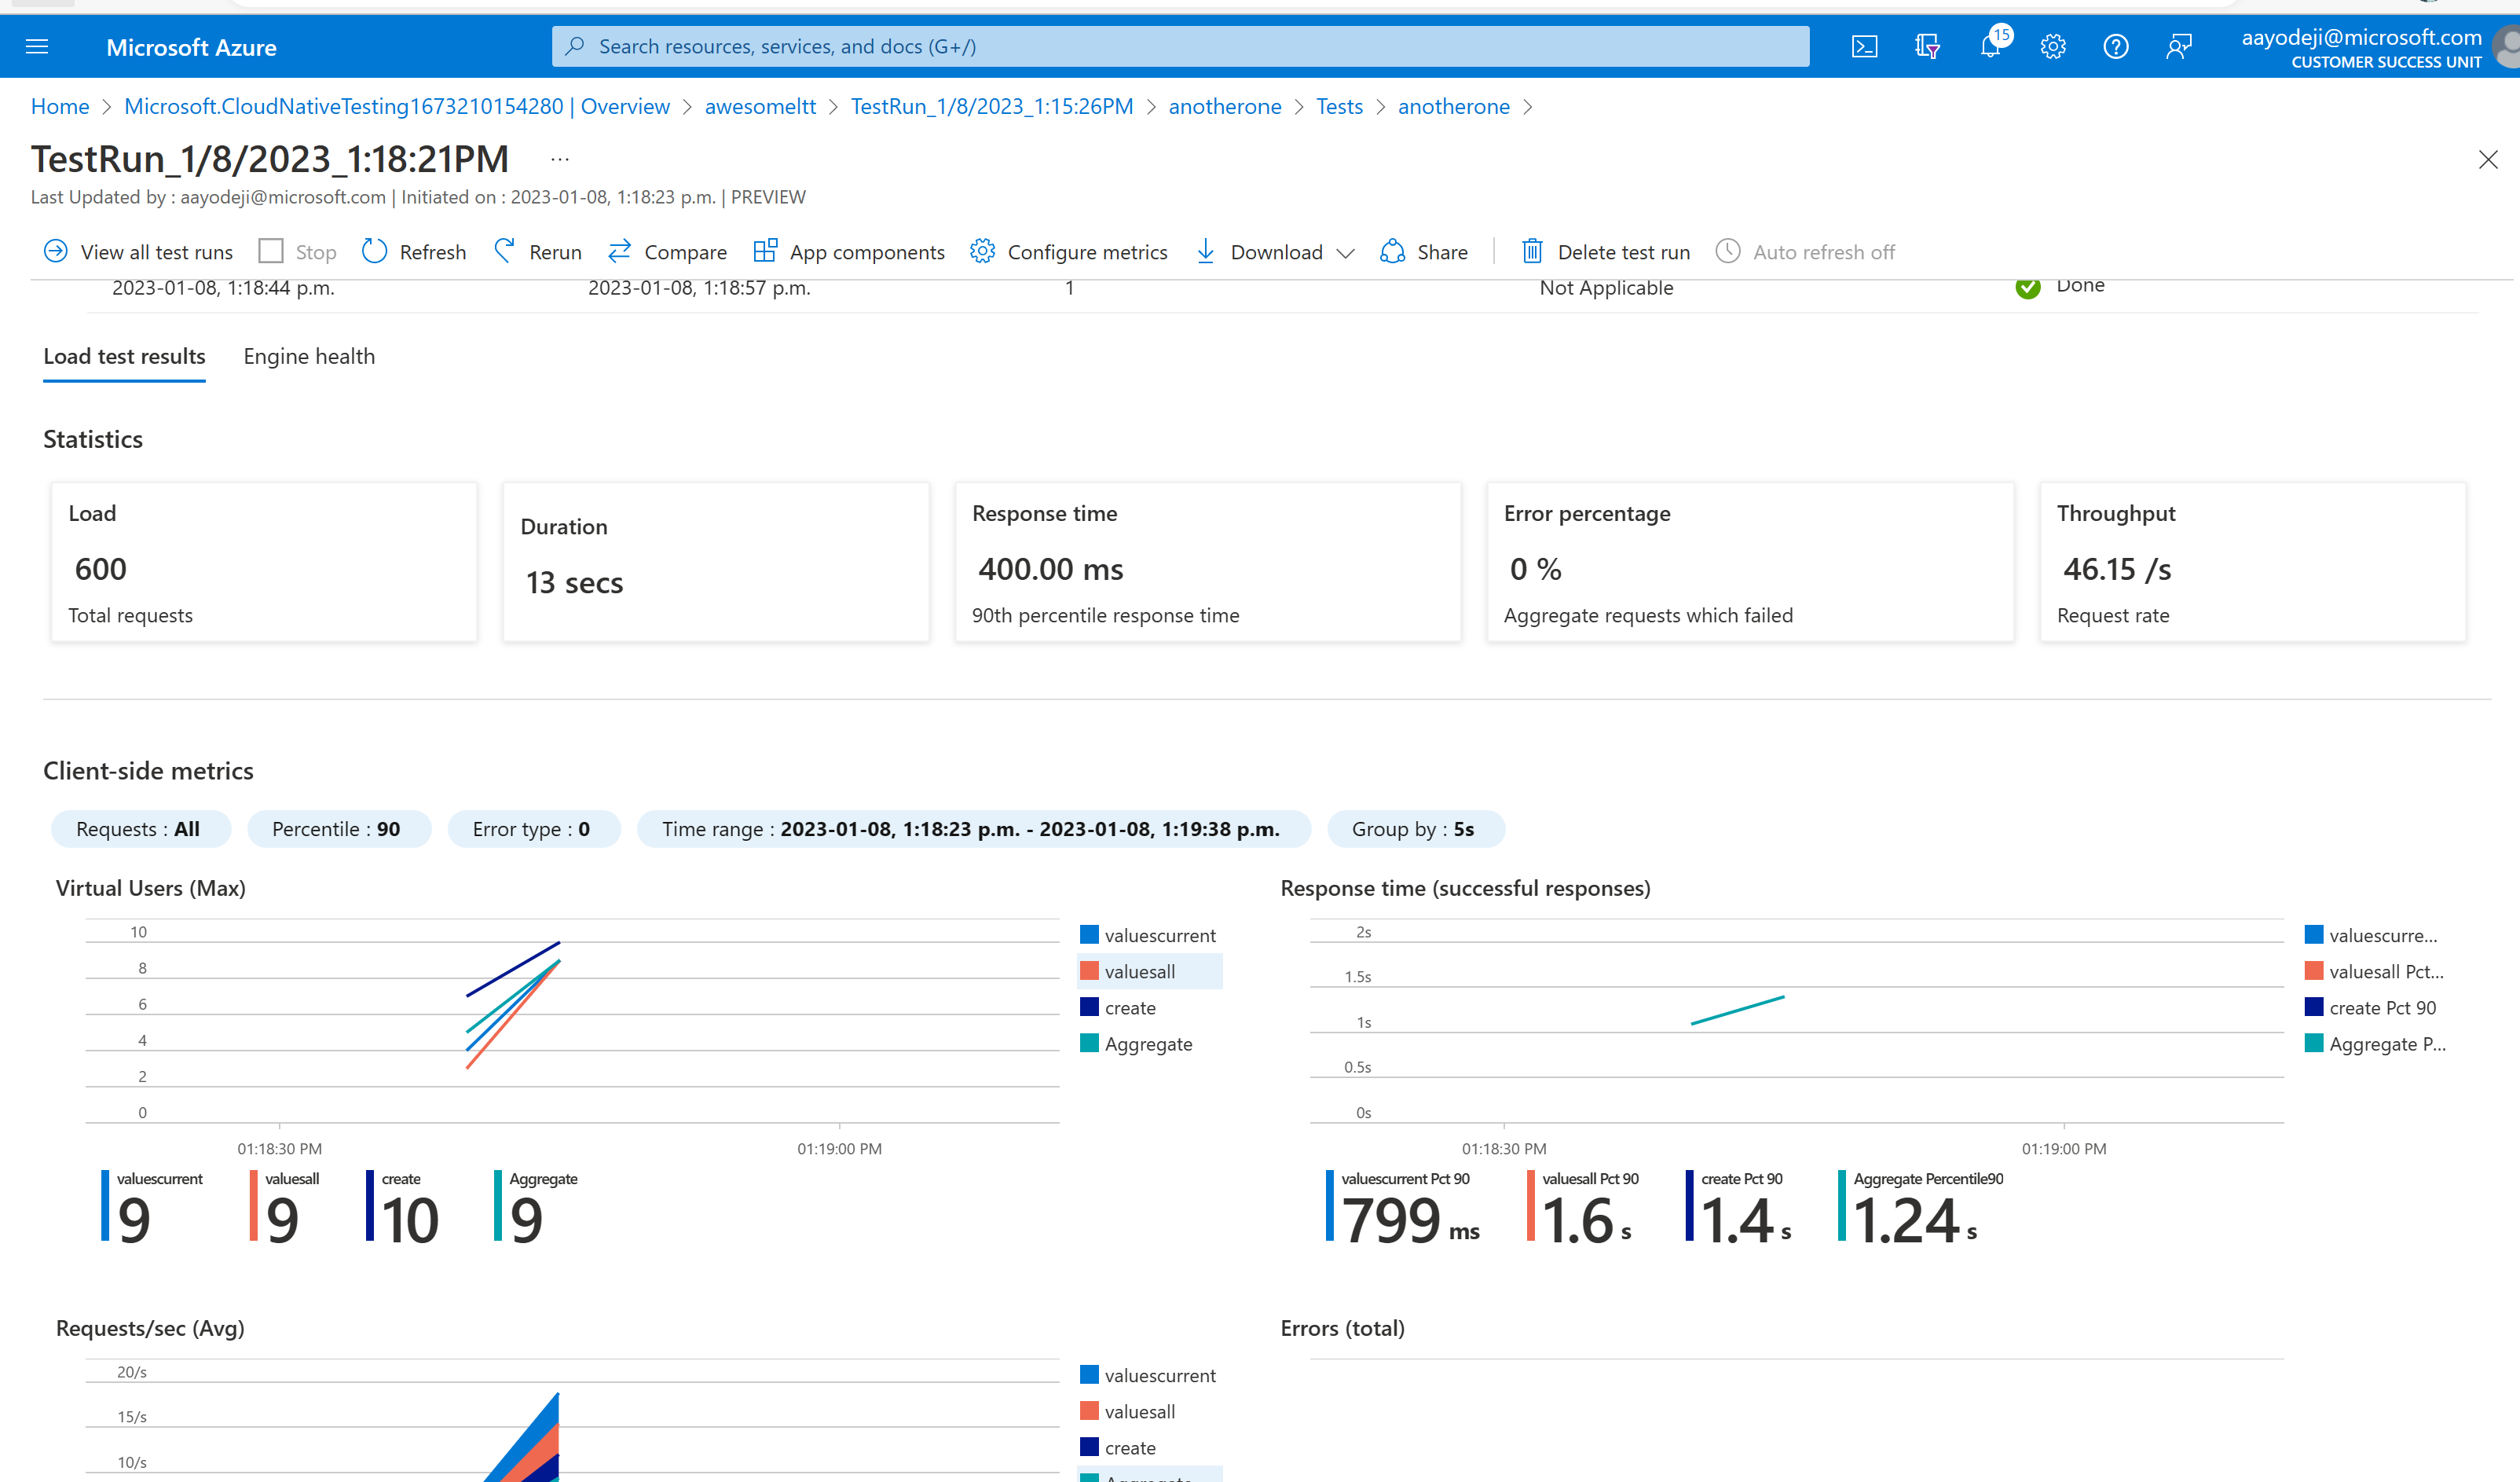 Microsoft Azure
Search resources, services, and docs (G+/)
15
aayodeji@microsoft.com
CUSTOMER SUCCESS UNIT
Home > Microsoft.CloudNativeTesting1673210154280 | Overview > awesomeltt > TestRun_1/8/2023_1:15:26PM > anotherone > Tests > anotherone >
TestRun_1/8/2023_1:18:21PM ...
Last Updated by : aayodeji@microsoft.com | Initiated on : 2023-01-08, 1:18:23 p.m. | PREVIEW
View all test runs Stop Refresh Rerun Compare App components Configure metrics Download Share Delete test run Auto refresh off
2023-01-08, 1:18:44 p.m. 2023-01-08, 1:18:57 p.m. 1 Not Applicable Done
Load test results Engine health
Statistics
Load
600
Total requests
Duration
13 secs
Response time
400.00 ms
90th percentile response time
Error percentage
0 %
Aggregate requests which failed
Throughput
46.15 /s
Request rate
Client-side metrics
Requests : All Percentile : 90 Error type : 0 Time range : 2023-01-08, 1:18:23 p.m. - 2023-01-08, 1:19:38 p.m. Group by : 5s
Virtual Users (Max)
10
8
6
4
2
0
01:18:30 PM 01:19:00 PM
valuescurrent
valuesall
create
Aggregate
valuescurrent 9
valuesall 9
create 10
Aggregate 9
Response time (successful responses)
2s
1.5s
1s
0.5s
0s
01:18:30 PM 01:19:00 PM
valuescurre...
valuesall Pct...
create Pct 90
Aggregate P...
valuescurrent Pct 90 799 ms
valuesall Pct 90 1.6 s
create Pct 90 1.4 s
Aggregate Percentile90 1.24 s
Requests/sec (Avg)
20/s
15/s
10/s
valuescurrent
valuesall
create
Aggregate
Errors (total)